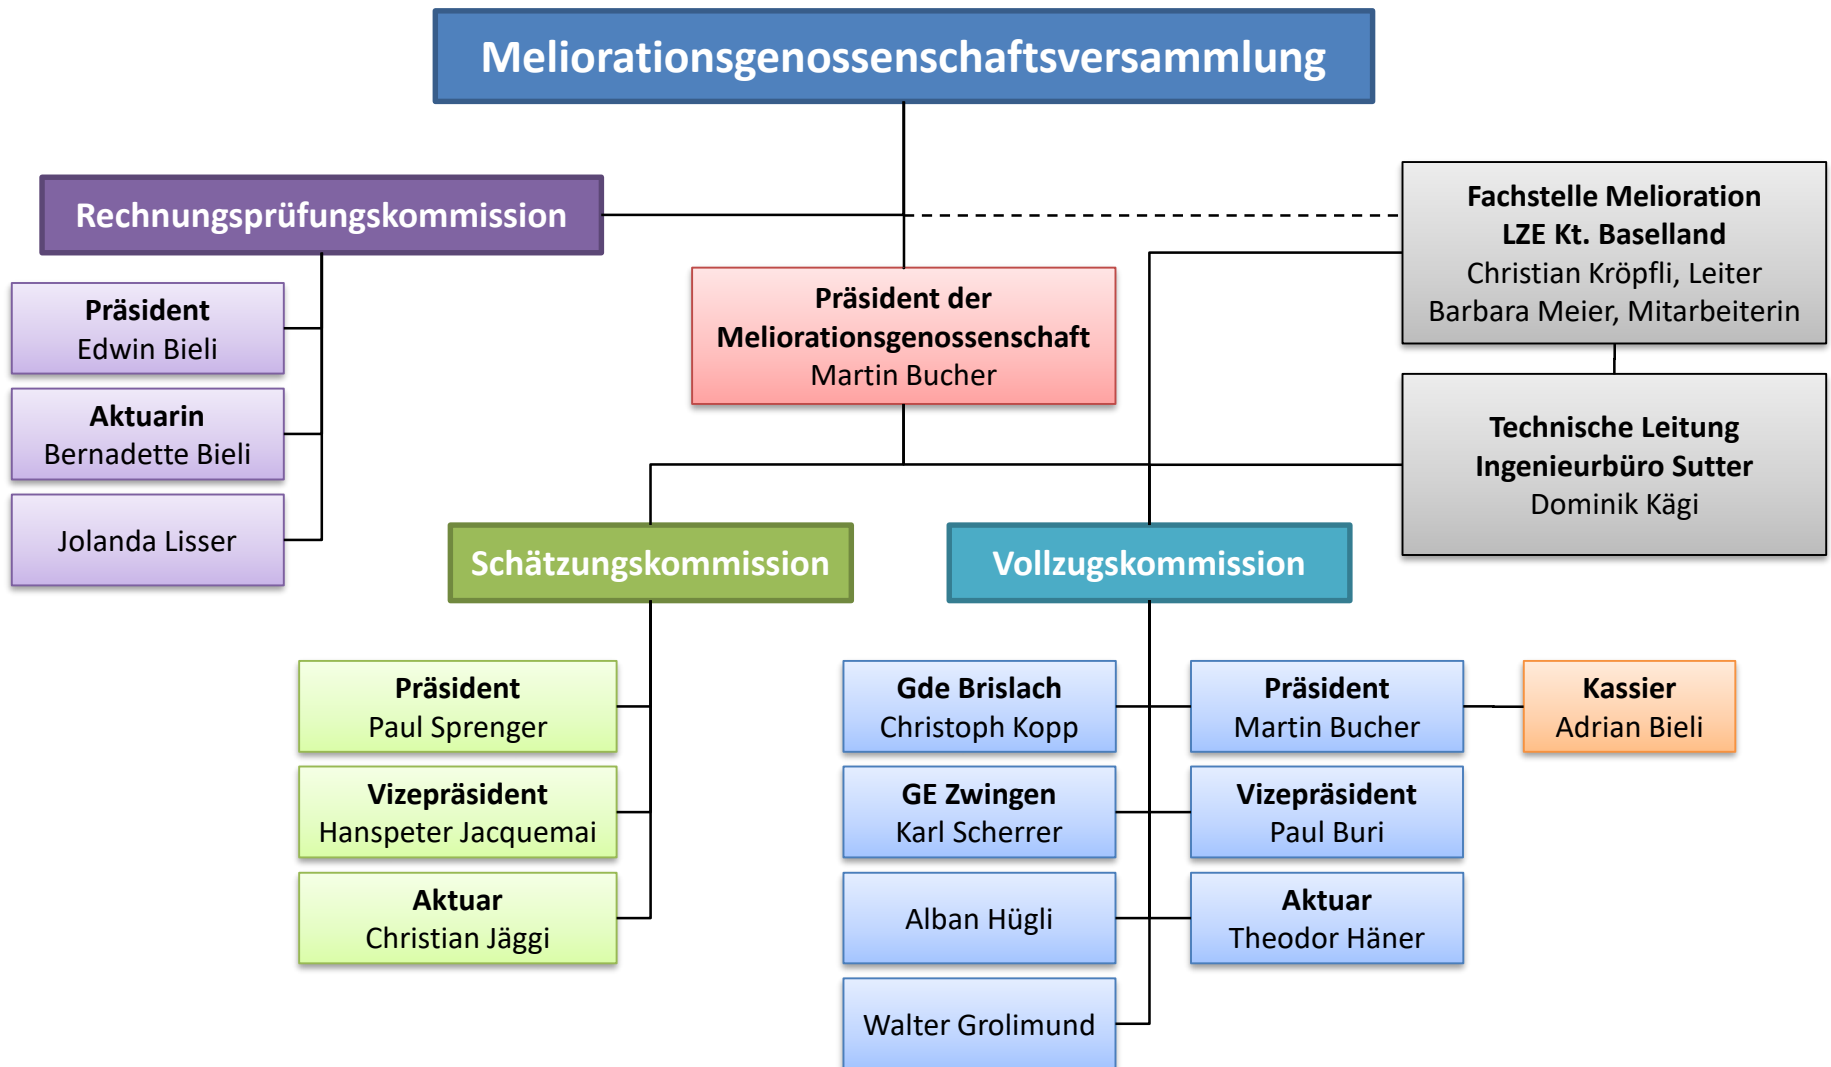 Meliorationsgenossenschaftsversammlung
Rechnungsprüfungskommission
Präsident
Edwin Bieli
Aktuarin
Bernadette Bieli
Jolanda Lisser
Präsident der
Meliorationsgenossenschaft
Martin Bucher
Fachstelle Melioration
LZE Kt. Baselland
Christian Kröpfli, Leiter
Barbara Meier, Mitarbeiterin
Technische Leitung
Ingenieurbüro Sutter
Dominik Kägi
Schätzungskommission
Präsident
Paul Sprenger
Vizepräsident
Hanspeter Jacquemai
Aktuar
Christian Jäggi
Vollzugskommission
Gde Brislach
Christoph Kopp
GE Zwingen
Karl Scherrer
Alban Hügli
Walter Grolimund
Präsident
Martin Bucher
Vizepräsident
Paul Buri
Aktuar
Theodor Häner
Kassier
Adrian Bieli